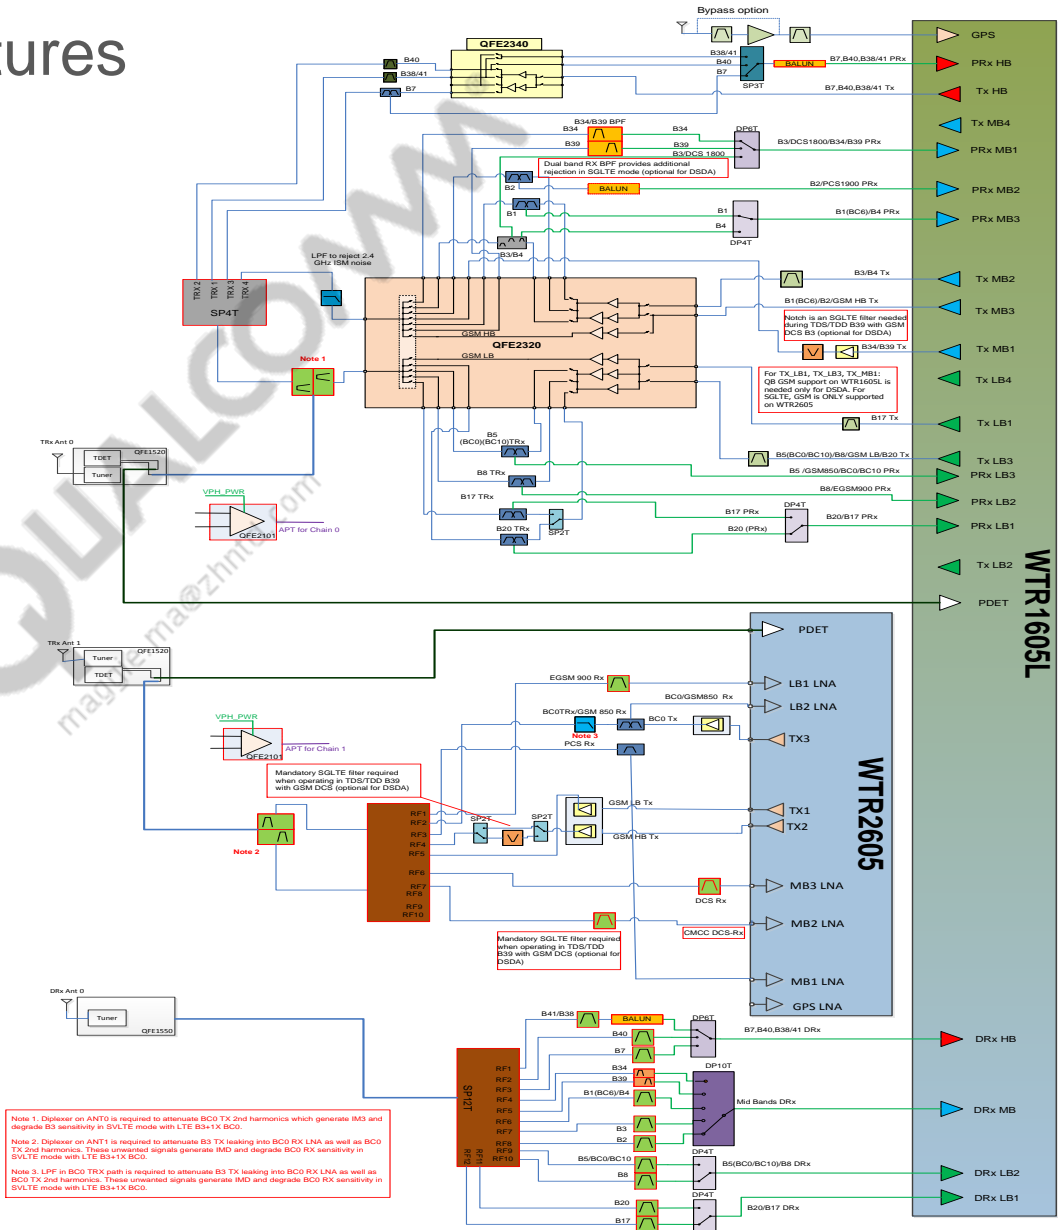 tures
Bypass option
GPS
QFE2340
B40
B38/41
B7
B38/41
B40
B7
SP3T
BALUN
B7,B40,B38/41 PRx
PRx HB
B7,B40,B38/41 Tx
Tx HB
Tx MB4
B34/B39 BPF
B34
B39
B34
B39
B3/DCS 1800
DP6T
B3/DCS1800/B34/B39 PRx
PRx MB1
Dual band RX BPF provides additional
rejection in SGLTE mode (optional for DSDA)
B2
BALUN
B2/PCS1900 PRx
PRx MB2
B1
B1
B4
DP4T
B1(BC6)/B4 PRx
PRx MB3
B3/B4
LPF to reject 2.4
GHz ISM noise
TRX 2
TRX 1
TRX 3
TRX 4
SP4T
B3/B4 Tx
Tx MB2
B1(BC6)/B2/GSM HB Tx
Tx MB3
Notch is an SGLTE filter needed
during TDS/TDD B39 with GSM
DCS B3 (optional for DSDA)
GSM HB
QFE2320
GSM LB
B34/B39 Tx
Tx MB1
Note 1
For TX_LB1, TX_LB3, TX_MB1:
QB GSM support on WTR1605L is
needed only for DSDA. For
SGLTE, GSM is ONLY supported
on WTR2605
Tx LB4
B17 Tx
Tx LB1
TRx Ant 0
TDET
Tuner
QFE1520
B5
(BC0)(BC10)TRx
B5(BC0/BC10)/B8/GSM LB/B20 Tx
Tx LB3
B5 /GSM850/BC0/BC10 PRx
PRx LB3
B8 TRx
B8/EGSM900 PRx
PRx LB2
VPH_PWR
QFE2101
APT for Chain 0
B17 TRx
B20 TRx
SP2T
B17 PRx
B20 (PRx)
DP4T
B20/B17 PRx
PRx LB1
Tx LB2
PDET
WTR1605L
QUALCOMM
maggie.ma@zhntd.com
TRx Ant 1
Tuner
TDET
QFE1520
PDET
EGSM 900 Rx
LB1 LNA
BC0/GSM850 Rx
LB2 LNA
BC0TRx/GSM 850 Rx
Note 3
BC0 Tx
TX3
PCS Rx
VPH_PWR
QFE2101
APT for Chain 1
Mandatory SGLTE filter required
when operating in TDS/TDD B39
with GSM DCS (optional for DSDA)
WTR2605
RF1
RF2
RF3
RF4
RF5
RF6
RF7
RF8
RF9
RF10
SP2T
SP2T
GSM LB Tx
TX1
GSM HB Tx
TX2
Note 2
DCS Rx
MB3 LNA
CMCC DCS-Rx
MB2 LNA
Mandatory SGLTE filter required
when operating in TDS/TDD
B39 with GSM DCS (optional for
DSDA)
MB1 LNA
GPS LNA
DRx Ant 0
Tuner
QFE1550
B41/B38
BALUN
DP6T
B40
B7
B7,B40,B38/41 DRx
DRx HB
SP12T
RF1
RF2
RF3
RF4
RF5
RF6
RF7
RF8
RF9
RF10
RF11
RF12
B34
B39
B1(BC6)/B4
B3
B2
DP10T
Mid Bands DRx
DRx MB
B5/BC0/BC10
B8
DP4T
B5(BC0/BC10)/B8 DRx
DRx LB2
B20
B17
DP4T
B20/B17 DRx
DRx LB1
Note 1. Diplexer on ANT0 is required to attenuate BC0 TX 2nd harmonics which generate IM3 and
degrade B3 sensitivity in SVLTE mode with LTE B3+1X BC0.
Note 2. Diplexer on ANT1 is required to attenuate B3 TX leaking into BC0 RX LNA as well as BC0
TX 2nd harmonics. These unwanted signals generate IMD and degrade BC0 RX sensitivity in
SVLTE mode with LTE B3+1X BC0.
Note 3. LPF in BC0 TRX path is required to attenuate B3 TX leaking into BC0 RX LNA as well as
BC0 TX 2nd harmonics. These unwanted signals generate IMD and degrade BC0 RX sensitivity in
SVLTE mode with LTE B3+1X BC0.